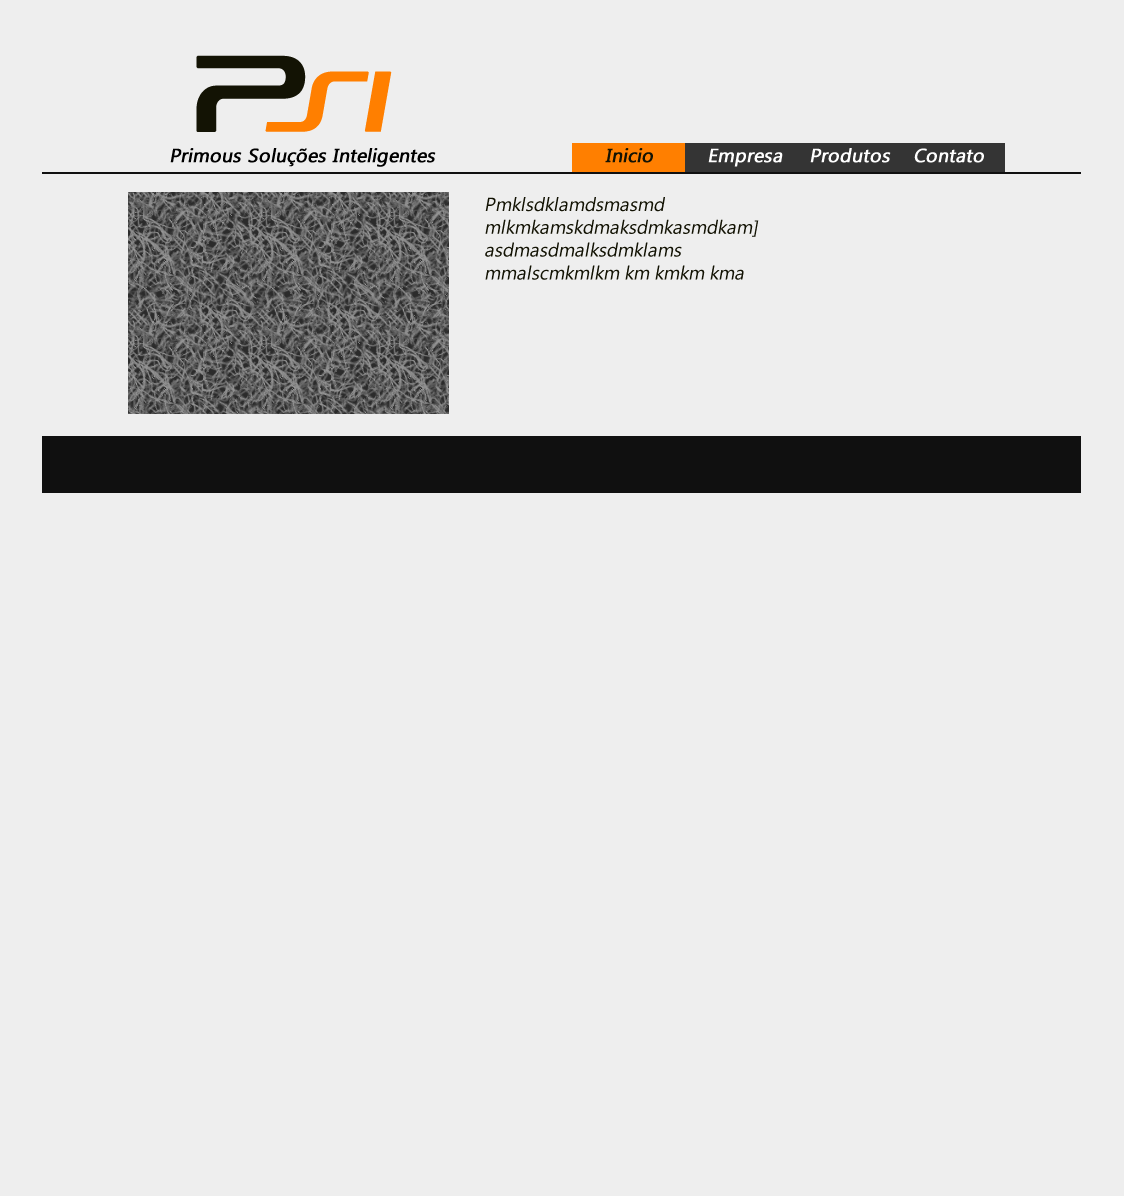 PSI
Primous Soluções Inteligentes
Inicio Empresa Produtos Contato
Pmklsdklamdsmasmd
mlkmkamskdmaksdmkasmdkam]
asdmasdmalksdmklams
mmalscmkmlkm km kmkm kma